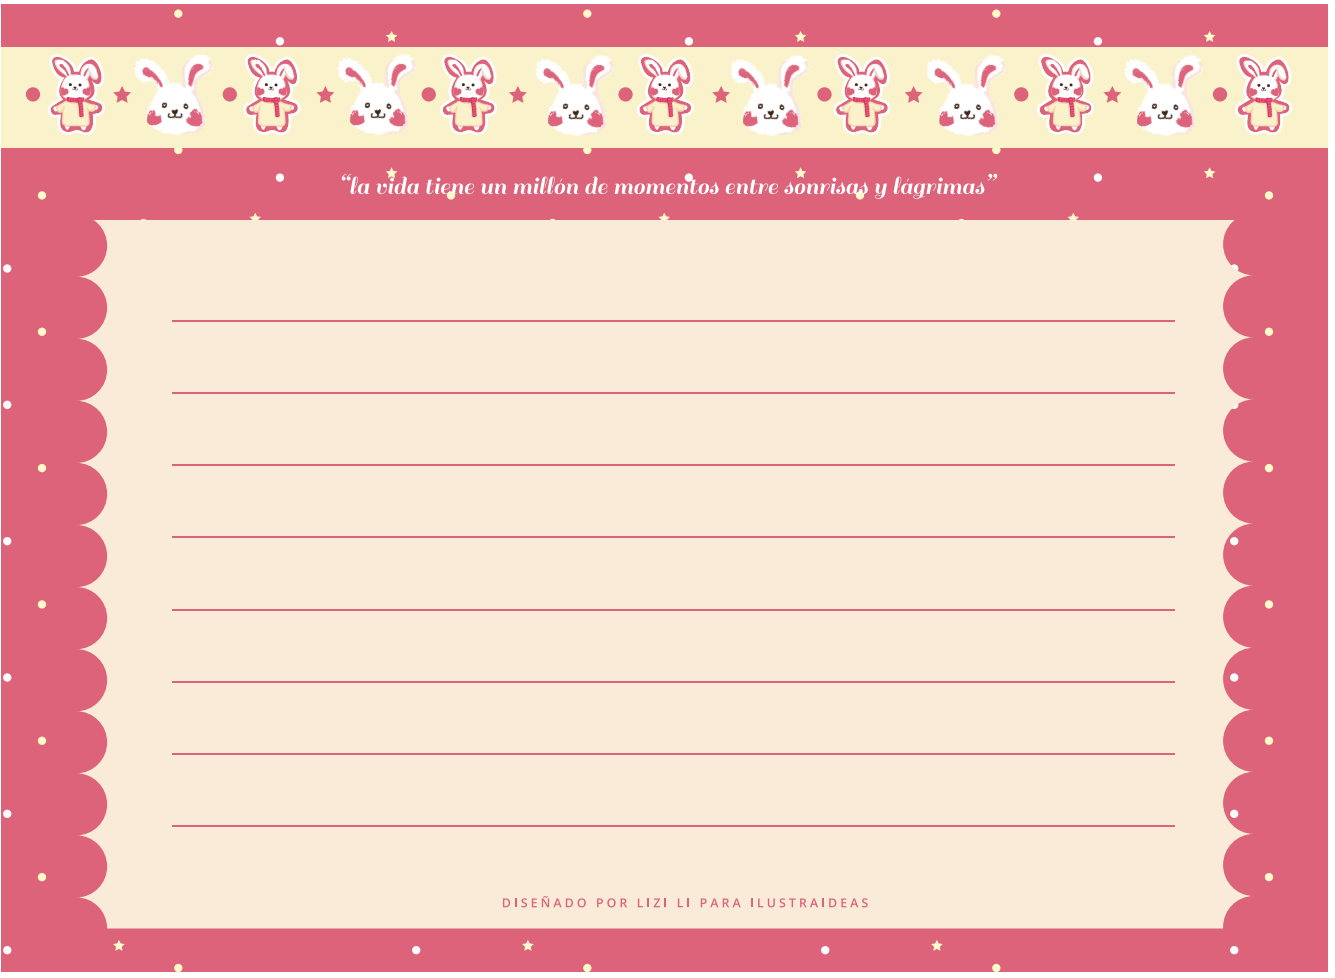 “la vida tiene un millón de momentos entre sonrisas y lágrimas”
DISEÑADO POR LIZI LI PARA ILUSTRAIDEAS